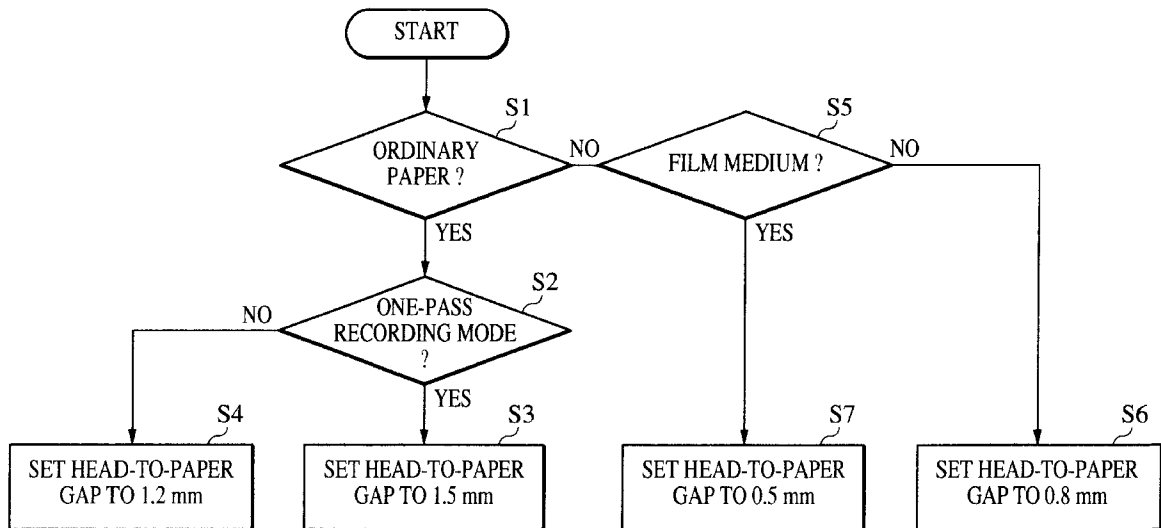 START
S1
ORDINARY
PAPER ?
NO
YES
S5
FILM MEDIUM ?
NO
YES
S2
ONE-PASS
RECORDING MODE
?
NO
YES
S4
SET HEAD-TO-PAPER
GAP TO 1.2 mm
S3
SET HEAD-TO-PAPER
GAP TO 1.5 mm
S7
SET HEAD-TO-PAPER
GAP TO 0.5 mm
S6
SET HEAD-TO-PAPER
GAP TO 0.8 mm